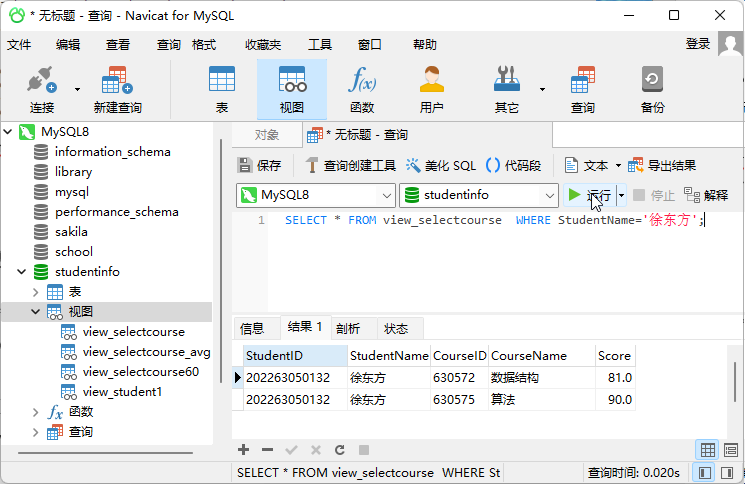 * 无标题 - 查询 - Navicat for MySQL
文件 编辑 查看 查询 格式 收藏夹 工具 窗口 帮助 登录
连接 新建查询 表 视图 函数 用户 其它 查询 备份
MySQL8
information_schema
library
mysql
performance_schema
sakila
school
studentinfo
表
视图
view_selectcourse
view_selectcourse_avg
view_selectcourse60
view_student1
函数
查询
对象 * 无标题 - 查询
保存 查询创建工具 美化 SQL 代码段 文本 导出结果
MySQL8 studentinfo 运行 停止 解释
1 SELECT * FROM view_selectcourse WHERE StudentName='徐东方';
信息 结果 1 剖析 状态
StudentID StudentName CourseID CourseName Score
202263050132 徐东方 630572 数据结构 81.0
202263050132 徐东方 630575 算法 90.0
SELECT * FROM view_selectcourse WHERE St 查询时间: 0.020s